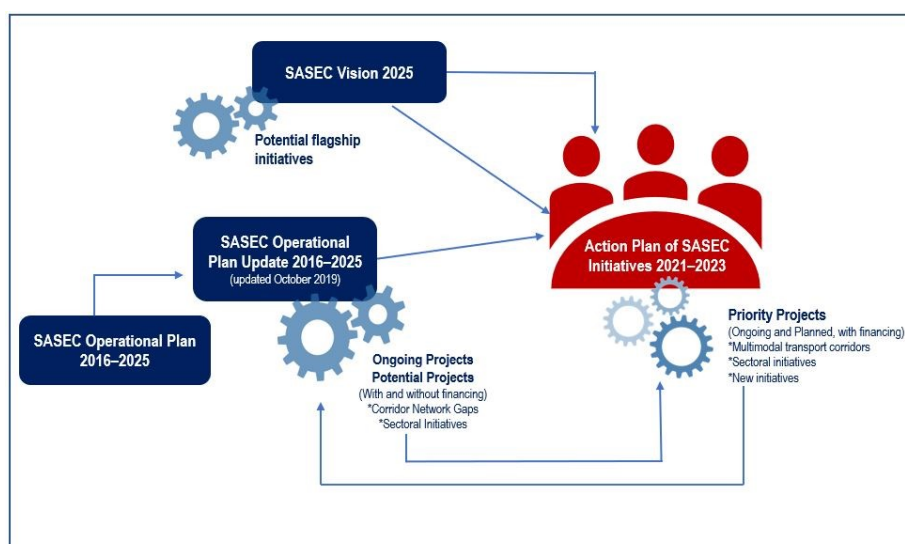 SASEC Vision 2025
Potential flagship
initiatives
SASEC Operational
Plan Update 2016–2025
(updated October 2019)
Action Plan of SASEC
Initiatives 2021–2023
SASEC Operational Plan
2016–2025
Ongoing Projects
Potential Projects
(With and without financing)
*Corridor Network Gaps
*Sectoral Initiatives
Priority Projects
(Ongoing and Planned, with financing)
*Multimodal transport corridors
*Sectoral initiatives
*New initiatives